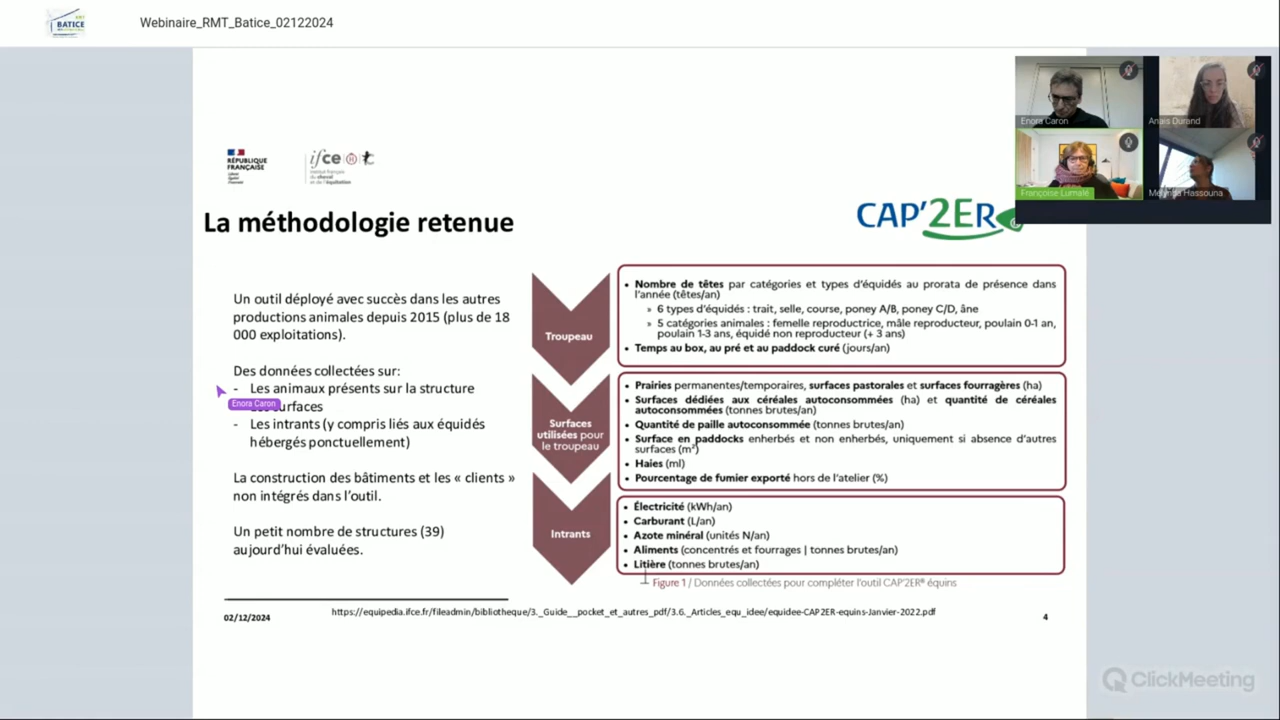 BATICE
Webinaire_RMT_Batice_02122024
Enora Caron
Anaïs Durand
Françoise Lumalé
Mélynda Hassouna
RÉPUBLIQUE
FRANÇAISE
Liberté
Égalité
Fraternité
ifce
institut français
du cheval
et de l'équitation
La méthodologie retenue
CAP'2ER
Un outil déployé avec succès dans les autres
productions animales depuis 2015 (plus de 18
000 exploitations).
Des données collectées sur:
- Les animaux présents sur la structure
Enora Caron
surfaces
- Les intrants (y compris liés aux équidés
hébergés ponctuellement)
La construction des bâtiments et les « clients »
non intégrés dans l'outil.
Un petit nombre de structures (39)
aujourd'hui évaluées.
Troupeau
• Nombre de têtes par catégories et types d'équidés au prorata de présence dans
l'année (têtes/an)
» 6 types d'équidés : trait, selle, course, poney A/B, poney C/D, âne
» 5 catégories animales : femelle reproductrice, mâle reproducteur, poulain 0-1 an,
poulain 1-3 ans, équidé non reproducteur (+ 3 ans)
• Temps au box, au pré et au paddock curé (jours/an)
Surfaces
utilisées pour
le troupeau
• Prairies permanentes/temporaires, surfaces pastorales et surfaces fourragères (ha)
• Surfaces dédiées aux céréales autoconsommées (ha) et quantité de céréales
autoconsommées (tonnes brutes/an)
• Quantité de paille autoconsommée (tonnes brutes/an)
• Surface en paddocks enherbés et non enherbés, uniquement si absence d'autres
surfaces (m²)
• Haies (ml)
• Pourcentage de fumier exporté hors de l'atelier (%)
Intrants
• Électricité (kWh/an)
• Carburant (L/an)
• Azote minéral (unités N/an)
• Aliments (concentrés et fourrages | tonnes brutes/an)
• Litière (tonnes brutes/an)
Figure 1 / Données collectées pour compléter l'outil CAP'2ER® équins
02/12/2024
https://equipedia.ifce.fr/fileadmin/bibliotheque/3._Guide__pocket_et_autres_pdf/3.6._Articles_equ_idee/equidee-CAP2ER-equins-Janvier-2022.pdf
4
ClickMeeting